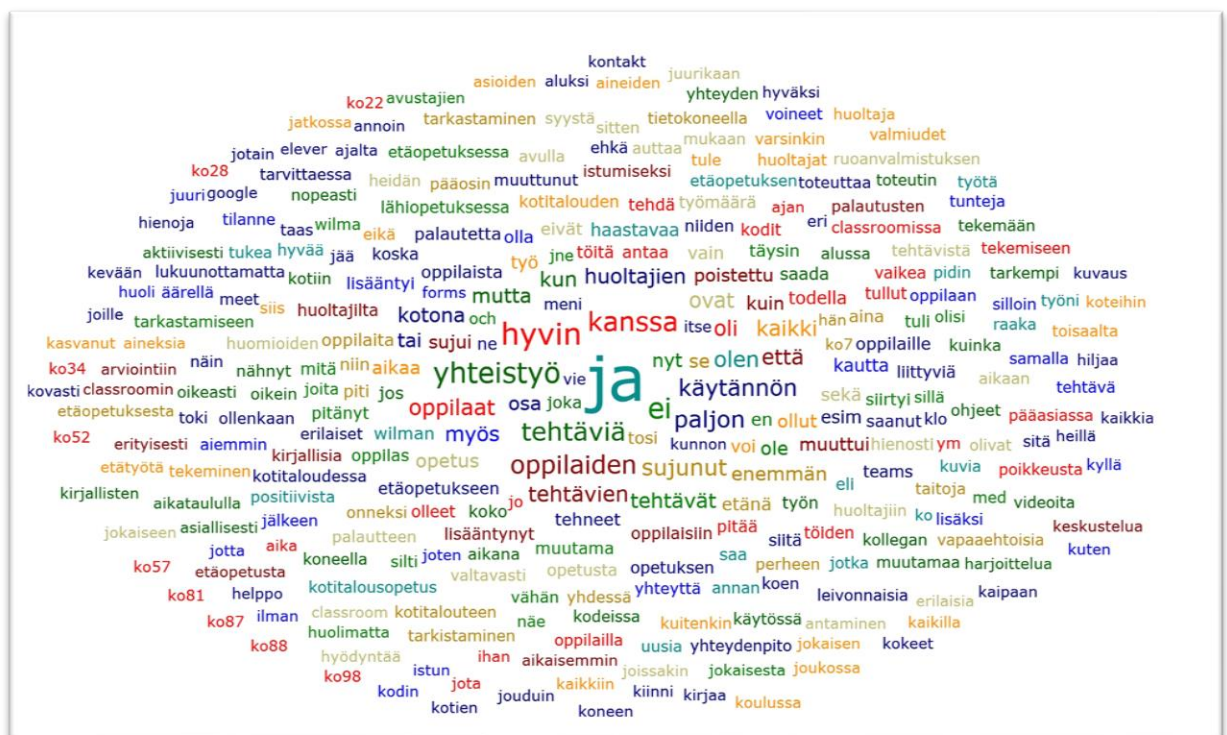 kontakt
asioiden aluksi aineiden juurikaan
ko22 avustajien yhteyden hyväksi
jatkossa annoin tarkastaminen syystä sitten tietokoneella voineet huoltaja
jotain elever ajalta etäopetuksessa avulla ehkä auttaa mukaan varsinkin valmiudet
ko28 tarvittaessa heidän pääosin muuttunut istumiseksi tule huoltajat ruoanvalmistuksen
juuri google nopeasti lähiopetuksessa kotitalouden tehdä etäopetuksen toteuttaa toteutin työtä
hienoja tilanne taas wilma eikä palautetta olla eivät haastavaa työmäärä niiden kodit ajan eri palautusten classroomissa tunteja tekemään
aktiivisesti tukea hyvää jää koska työ jne töitä antaa vain täysin alussa tehtävistä tekemiseen
kevään lukuunottamatta kotiin lisääntyi oppilaista kun huoltajien poistettu saada vaikea pidin tarkempi kuvaus
huoli äärellä meet siis huoltajilta forms mutta meni ovat kuin todella tullut oppilaan silloin työni koteihin
joille tarkastamiseen kotona och hyvin kanssa itse oli kaikki hän aina tuli olisi raaka toisaalta
kasvanut aineksia huomioiden oppilaita tai sujui ne ko7 oppilaille kuinka
ko34 arviointiin näin nähnyt mitä niin aikaa yhteistyö vie ja nyt se olen että kautta liittyviä samalla hiljaa
kovasti classroomin oikeasti oikein joita piti jos käytännön sekä siirtyi sillä aikaan tehtävä
etäopetuksesta toki ollenkaan pitänyt oppilaat osa joka ei paljon en ollut esim saanut klo ohjeet pääasiassa kaikkia
ko52 erityisesti aiemmin erilaiset wilman myös tehtäviä tosi kunnon voi ole muuttui hienosti ym olivat sitä heillä
etätyötä tekeminen kotitaloudessa kirjallisia oppilas opetus oppilaiden sujunut enemmän teams kuvia poikkeusta kyllä
kirjallisten aikataululla positiivista etäopetukseen jo tehtävien tehtävät etänä työn eli taitoja med videoita
jokaiseen asiallisesti jälkeen onneksi olleet koko tehneet oppilaisiin pitää huoltajiin ko lisäksi keskustelua
jotta aika palautteen lisääntynyt siitä töiden kollegan vapaaehtoisia kuten
ko57 etäopetusta koneella silti joten aikana muutama saa perheen jotka muutamaa harjoittelua
ko81 helppo kotitalousopetus valtavasti opetusta opetuksen yhteyttä annan koen leivonnaisia erilaisia kaipaan
ko87 ilman classroom kotitalouteen vähän yhdessä kodeissa kuitenkin käytössä antaminen kaikilla
ko88 huolimatta tarkistaminen näe oppilailla uusia yhteydenpito jokaisen kokeet
hyödyntää ihan aikaisemmin joissakin jokaisesta joukossa
ko98 istun jota kaikkiin kiinni kirjaa koulussa
kodin kotien jouduin koneen